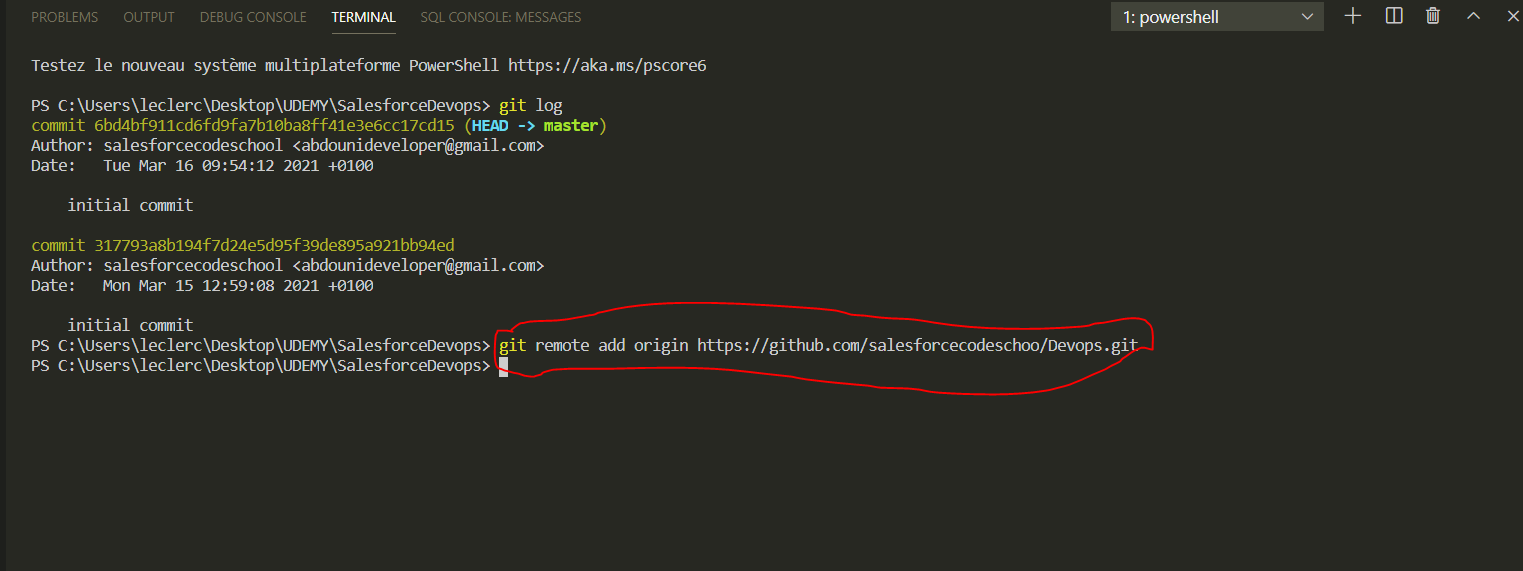 PROBLEMS OUTPUT DEBUG CONSOLE TERMINAL SQL CONSOLE: MESSAGES 1: powershell
Testez le nouveau système multiplateforme PowerShell https://aka.ms/pscore6
PS C:\Users\leclerc\Desktop\UDEMY\SalesforceDevops> git log
commit 6bd4bf911cd6fd9fa7b10ba8ff41e3e6cc17cd15 (HEAD -> master)
Author: salesforcecodeschool <abdounideveloper@gmail.com>
Date:   Tue Mar 16 09:54:12 2021 +0100
initial commit
commit 317793a8b194f7d24e5d95f39de895a921bb94ed
Author: salesforcecodeschool <abdounideveloper@gmail.com>
Date:   Mon Mar 15 12:59:08 2021 +0100
initial commit
PS C:\Users\leclerc\Desktop\UDEMY\SalesforceDevops> git remote add origin https://github.com/salesforcecodeschoo/Devops.git
PS C:\Users\leclerc\Desktop\UDEMY\SalesforceDevops>